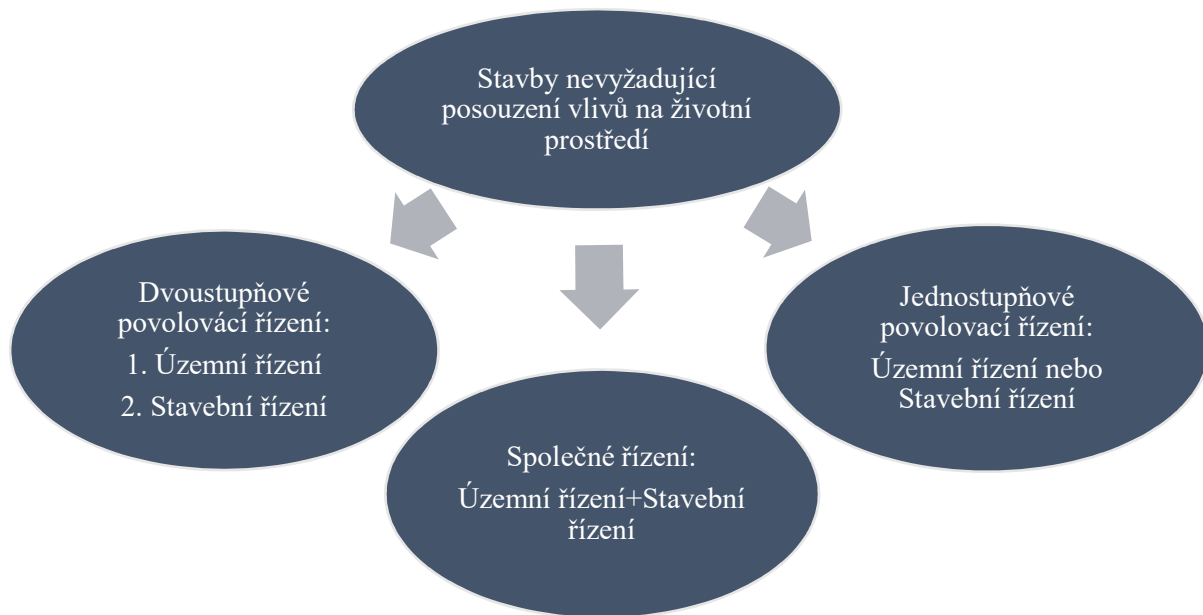 Stavby nevyžadující
posouzení vlivů na životní
prostředí
Dvoustupňové
povolovácí řízení:
1. Územní řízení
2. Stavební řízení
Společné řízení:
Územní řízení+Stavební
řízení
Jednostupňové
povolovací řízení:
Územní řízení nebo
Stavební řízení